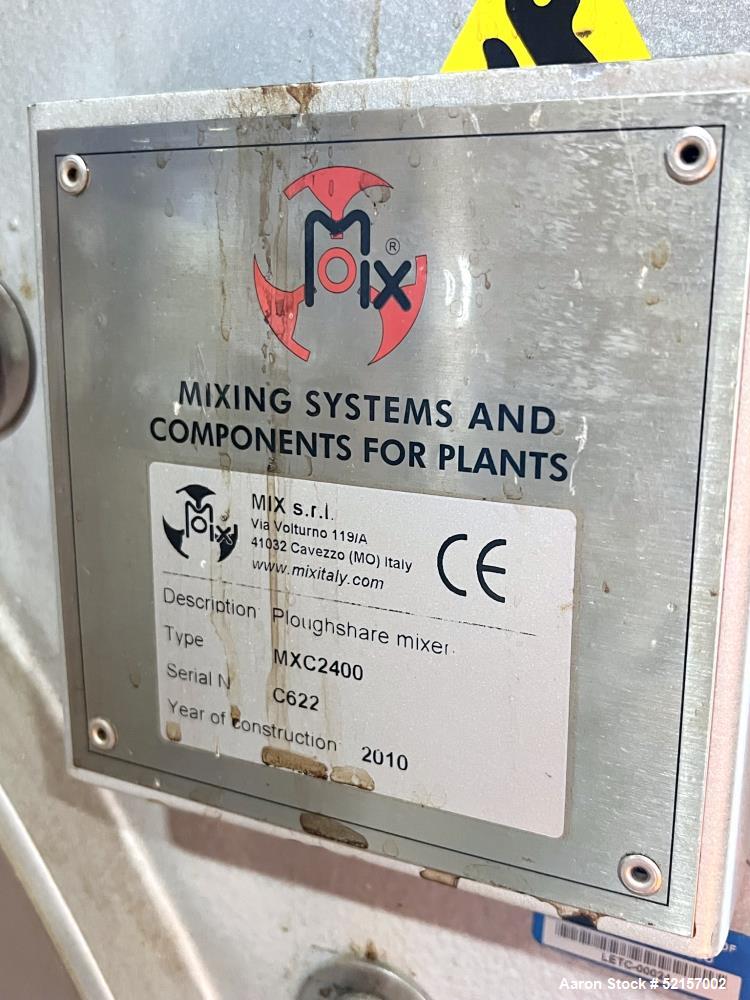 Mix ®
MIXING SYSTEMS AND
COMPONENTS FOR PLANTS
Mix
MIX s.r.l.
Via Volturno 119/A
41032 Cavezzo (MO) Italy
www.mixitaly.com
CE
Description Ploughshare mixer
Type MXC2400
Serial N C622
Year of construction 2010
Aaron Stock # 52157002